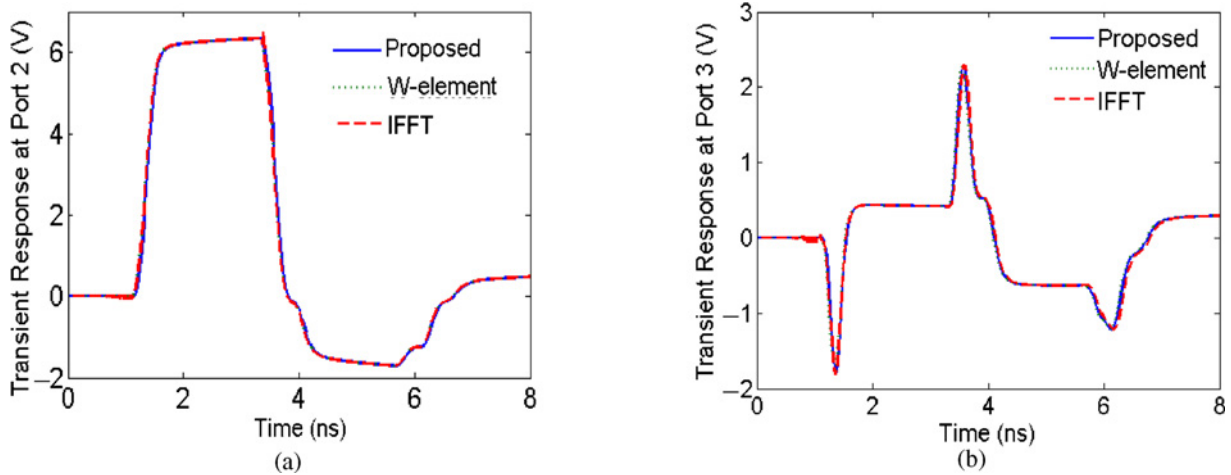 Transient Response at Port 2 (V)
6
4
2
0
−2
Proposed
W-element
IFFT
0 2 4 6 8
Time (ns)
(a)
Transient Response at Port 3 (V)
3
2
1
0
−1
−2
Proposed
W-element
IFFT
0 2 4 6 8
Time (ns)
(b)